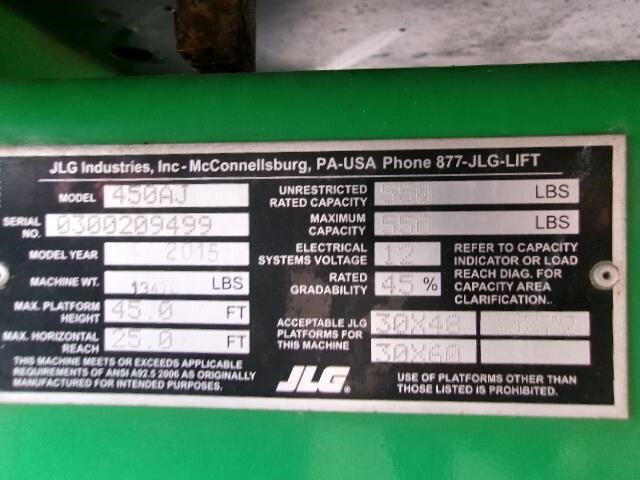 JLG Industries, Inc - McConnellsburg, PA-USA Phone 877-JLG-LIFT
MODEL 450AJ
SERIAL NO. 0300209499
MODEL YEAR 2015
MACHINE WT. LBS
MAX. PLATFORM HEIGHT 45.0 FT
MAX. HORIZONTAL REACH 25.0 FT
THIS MACHINE MEETS OR EXCEEDS APPLICABLE
REQUIREMENTS OF ANSI A92.5 2006 AS ORIGINALLY
MANUFACTURED FOR INTENDED PURPOSES.
UNRESTRICTED RATED CAPACITY 550 LBS
MAXIMUM CAPACITY 550 LBS
ELECTRICAL SYSTEMS VOLTAGE 12
RATED GRADABILITY 45 %
REFER TO CAPACITY
INDICATOR OR LOAD
REACH DIAG. FOR
CAPACITY AREA
CLARIFICATION..
ACCEPTABLE JLG
PLATFORMS FOR
THIS MACHINE
30X48
30X60
JLG®
USE OF PLATFORMS OTHER THAN
THOSE LISTED IS PROHIBITED.